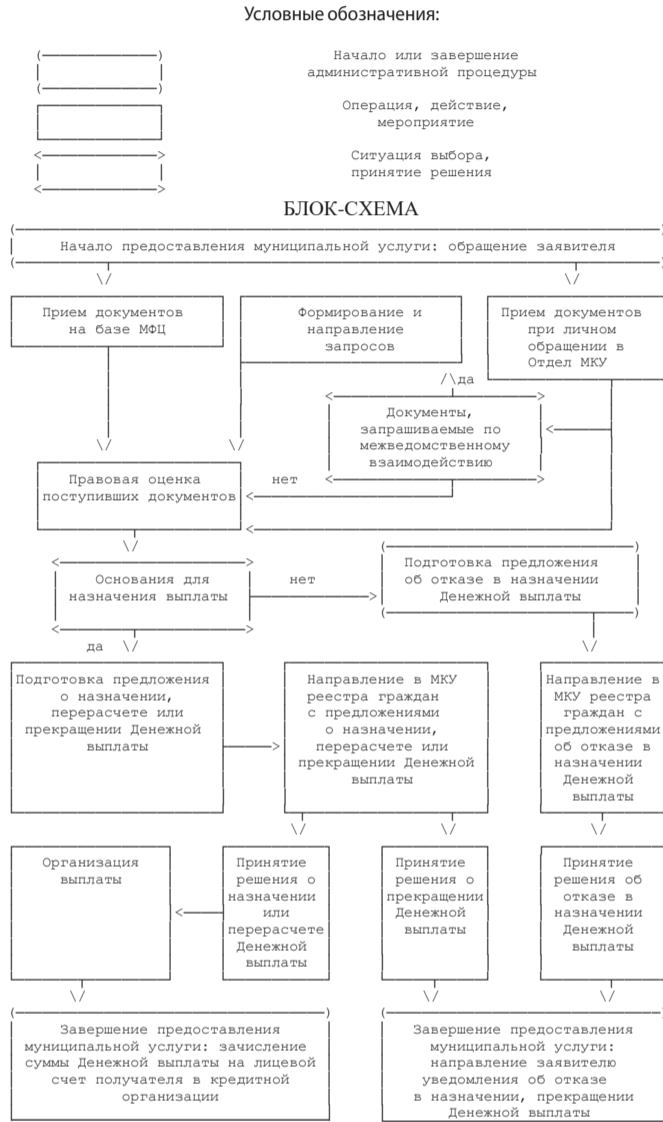 Условные обозначения:
Начало или завершение
административной процедуры
Операция, действие,
мероприятие
Ситуация выбора,
принятие решения
БЛОК-СХЕМА
Начало предоставления муниципальной услуги: обращение заявителя
Прием документов
на базе МФЦ
Формирование и
направление
запросов
Прием документов
при личном
обращении в
Отдел МКУ
да
Документы,
запрашиваемые по
межведомственному
взаимодействию
нет
Правовая оценка
поступивших документов
Основания для
назначения выплаты
нет
Подготовка предложения
об отказе в назначении
Денежной выплаты
да
Подготовка предложения
о назначении,
перерасчете или
прекращении Денежной
выплаты
Направление в МКУ
реестра граждан
с предложениями
о назначении,
перерасчете или
прекращении Денежной
выплаты
Направление в
МКУ реестра
граждан с
предложениями
об отказе в
назначении
Денежной
выплаты
Организация
выплаты
Принятие
решения о
назначении
или
перерасчете
Денежной
выплаты
Принятие
решения о
прекращении
Денежной
выплаты
Принятие
решения об
отказе в
назначении
Денежной
выплаты
Завершение предоставления
муниципальной услуги: зачисление
суммы Денежной выплаты на лицевой
счет получателя в кредитной
организации
Завершение предоставления
муниципальной услуги:
направление заявителю
уведомления об отказе
в назначении, прекращении
Денежной выплаты